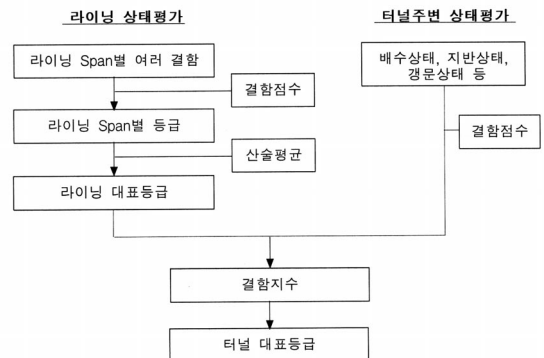 라이닝 상태평가
터널주변 상태평가
라이닝 Span별 여러 결함
배수상태, 지반상태,
갱문상태 등
결함점수
라이닝 Span별 등급
결함점수
산술평균
라이닝 대표등급
결함지수
터널 대표등급